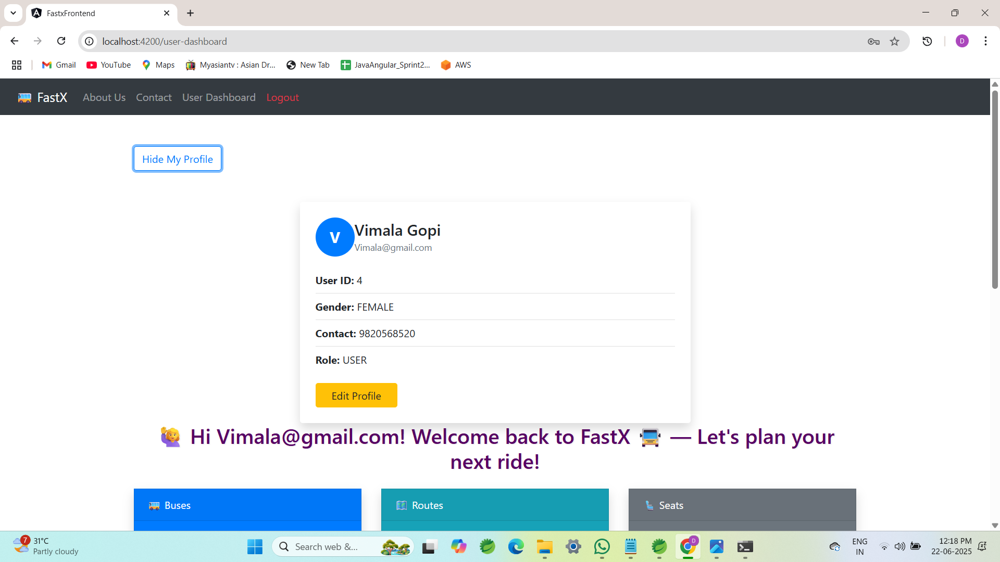 FastxFrontend
localhost:4200/user-dashboard
D
Gmail
YouTube
Maps
Myasiantv : Asian Dr...
New Tab
JavaAngular_Sprint2...
AWS
FastX
About Us
Contact
User Dashboard
Logout
Hide My Profile
V
Vimala Gopi
Vimala@gmail.com
User ID: 4
Gender: FEMALE
Contact: 9820568520
Role: USER
Edit Profile
Hi Vimala@gmail.com! Welcome back to FastX — Let's plan your
next ride!
Buses
Routes
Seats
7
31°C
Partly cloudy
Search web &...
D
ENG
IN
12:18 PM
22-06-2025